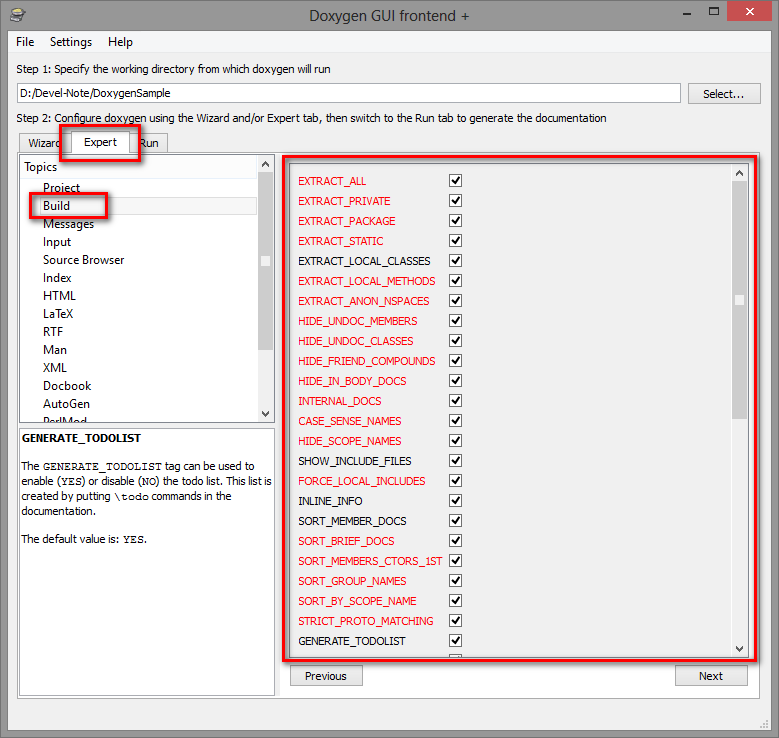 Doxygen GUI frontend +
File Settings Help
Step 1: Specify the working directory from which doxygen will run
D:/Devel-Note/DoxygenSample
Select...
Step 2: Configure doxygen using the Wizard and/or Expert tab, then switch to the Run tab to generate the documentation
Wizard Expert Run
Topics
Project
Build
Messages
Input
Source Browser
Index
HTML
LaTeX
RTF
Man
XML
Docbook
AutoGen
PerlMod
GENERATE_TODOLIST
The GENERATE_TODOLIST tag can be used to
enable (YES) or disable (NO) the todo list. This list is
created by putting \todo commands in the
documentation.
The default value is: YES.
EXTRACT_ALL
EXTRACT_PRIVATE
EXTRACT_PACKAGE
EXTRACT_STATIC
EXTRACT_LOCAL_CLASSES
EXTRACT_LOCAL_METHODS
EXTRACT_ANON_NSPACES
HIDE_UNDOC_MEMBERS
HIDE_UNDOC_CLASSES
HIDE_FRIEND_COMPOUNDS
HIDE_IN_BODY_DOCS
INTERNAL_DOCS
CASE_SENSE_NAMES
HIDE_SCOPE_NAMES
SHOW_INCLUDE_FILES
FORCE_LOCAL_INCLUDES
INLINE_INFO
SORT_MEMBER_DOCS
SORT_BRIEF_DOCS
SORT_MEMBERS_CTORS_1ST
SORT_GROUP_NAMES
SORT_BY_SCOPE_NAME
STRICT_PROTO_MATCHING
GENERATE_TODOLIST
Previous
Next